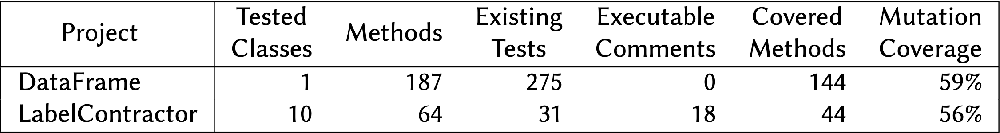 Project Tested Classes Methods Existing Tests Executable Comments Covered Methods Mutation Coverage
DataFrame 1 187 275 0 144 59%
LabelContractor 10 64 31 18 44 56%